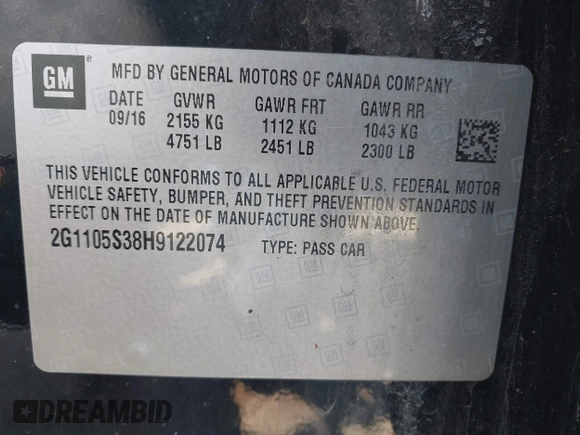 GM ® MFD BY GENERAL MOTORS OF CANADA COMPANY
DATE GVWR GAWR FRT GAWR RR
09/16 2155 KG 1112 KG 1043 KG
4751 LB 2451 LB 2300 LB
THIS VEHICLE CONFORMS TO ALL APPLICABLE U.S. FEDERAL MOTOR
VEHICLE SAFETY, BUMPER, AND THEFT PREVENTION STANDARDS IN
EFFECT ON THE DATE OF MANUFACTURE SHOWN ABOVE.
2G1105S38H9122074 TYPE: PASS CAR
DREAMBID